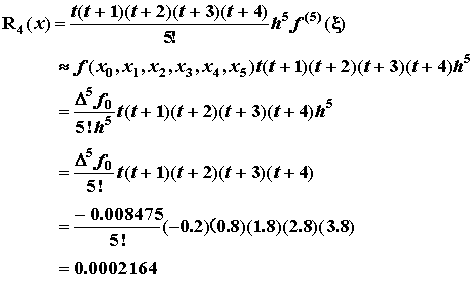 R₄(x) = t(t+1)(t+2)(t+3)(t+4)/5! h⁵ f⁽⁵⁾(ξ)
≈ f(x₀,x₁,x₂,x₃,x₄,x₅)t(t+1)(t+2)(t+3)(t+4)h⁵
= Δ⁵f₀/5!h⁵ t(t+1)(t+2)(t+3)(t+4)h⁵
= Δ⁵f₀/5! t(t+1)(t+2)(t+3)(t+4)
= −0.008475/5! (−0.2)(0.8)(1.8)(2.8)(3.8)
= 0.0002164